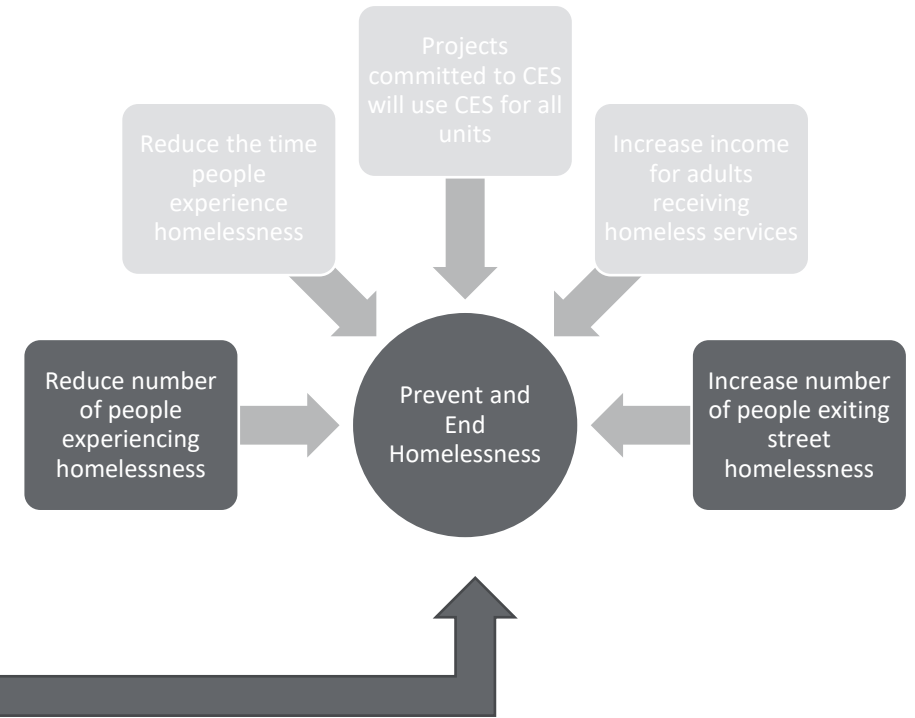 Projects
committed to CES
will use CES for all
units
Reduce the time
people
experience
homelessness
Increase income
for adults
receiving
homeless services
Reduce number
of people
experiencing
homelessness
Prevent and
End
Homelessness
Increase number
of people exiting
street
homelessness